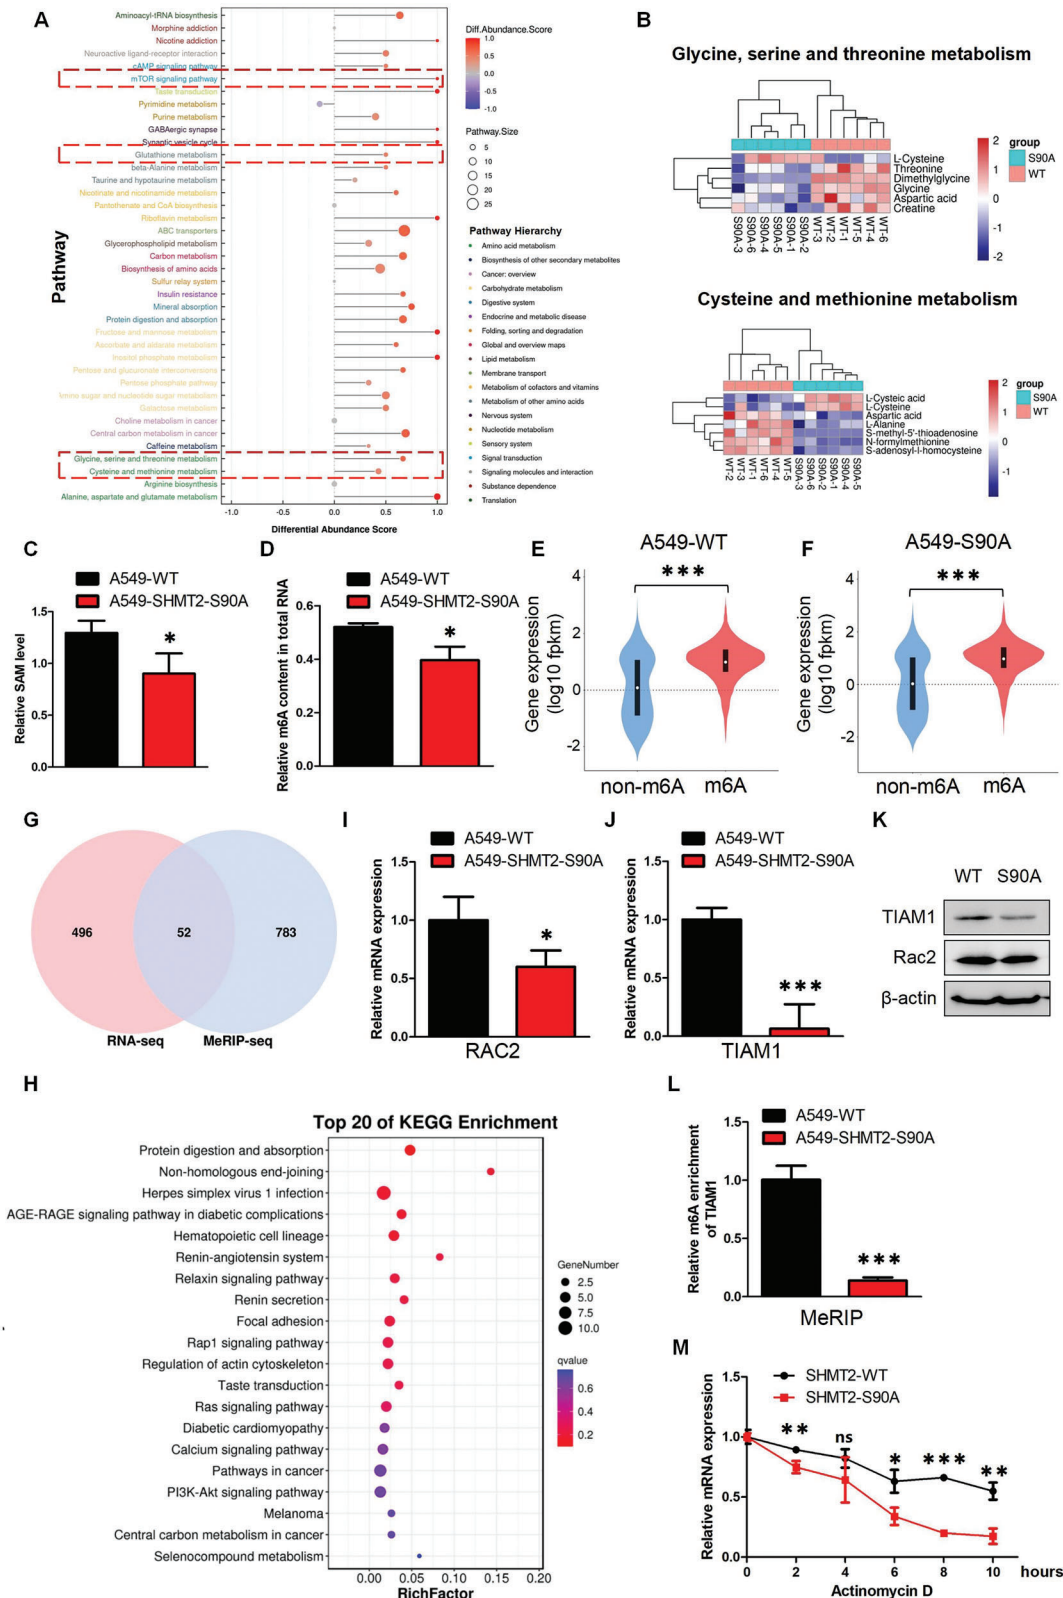 A
Aminoacyl-tRNA biosynthesis
Morphine addiction
Nicotine addiction
Neuroactive ligand-receptor interaction
cAMP signaling pathway
mTOR signaling pathway
Taste transduction
Pyrimidine metabolism
Purine metabolism
GABAergic synapse
Synaptic vesicle cycle
Glutathione metabolism
beta-Alanine metabolism
Taurine and hypotaurine metabolism
Nicotinate and nicotinamide metabolism
Pantothenate and CoA biosynthesis
Riboflavin metabolism
ABC transporters
Glycerophospholipid metabolism
Carbon metabolism
Biosynthesis of amino acids
Sulfur relay system
Insulin resistance
Mineral absorption
Protein digestion and absorption
Fructose and mannose metabolism
Ascorbate and aldarate metabolism
Inositol phosphate metabolism
Pentose and glucuronate interconversions
Pentose phosphate pathway
Amino sugar and nucleotide sugar metabolism
Galactose metabolism
Choline metabolism in cancer
Central carbon metabolism in cancer
Caffeine metabolism
Glycine, serine and threonine metabolism
Cysteine and methionine metabolism
Arginine biosynthesis
Alanine, aspartate and glutamate metabolism
Pathway
-1.0 -0.5 0.0 0.5 1.0
Differential Abundance Score
Diff.Abundance.Score
1.0
0.5
0.0
-0.5
-1.0
Pathway.Size
5
10
15
20
25
Pathway Hierarchy
Amino acid metabolism
Biosynthesis of other secondary metabolites
Cancer: overview
Carbohydrate metabolism
Digestive system
Endocrine and metabolic disease
Folding, sorting and degradation
Global and overview maps
Lipid metabolism
Membrane transport
Metabolism of cofactors and vitamins
Metabolism of other amino acids
Nervous system
Nucleotide metabolism
Sensory system
Signal transduction
Signaling molecules and interaction
Substance dependence
Translation
B
Glycine, serine and threonine metabolism
L-Cysteine
Threonine
Dimethylglycine
Glycine
Aspartic acid
Creatine
S90A-3 S90A-6 S90A-4 S90A-5 S90A-1 S90A-2 WT-3 WT-2 WT-1 WT-5 WT-4 WT-6
2
1
0
-1
-2
group
S90A
WT
Cysteine and methionine metabolism
L-Cysteic acid
L-Cysteine
Aspartic acid
L-Alanine
S-methyl-5'-thioadenosine
N-formylmethionine
S-adenosyl-l-homocysteine
WT-2 WT-3 WT-1 WT-6 WT-4 WT-5 S90A-3 S90A-6 S90A-2 S90A-1 S90A-4 S90A-5
2
1
0
-1
group
S90A
WT
C
A549-WT
A549-SHMT2-S90A
Relative SAM level
1.5
1.0
0.5
0.0
*
D
A549-WT
A549-SHMT2-S90A
Relative m6A content in total RNA
0.6
0.4
0.2
0.0
*
E
A549-WT
***
Gene expression
(log10 fpkm)
4
2
0
-2
non-m6A m6A
F
A549-S90A
***
Gene expression
(log10 fpkm)
4
2
0
-2
non-m6A m6A
G
496 52 783
RNA-seq MeRIP-seq
I
A549-WT
A549-SHMT2-S90A
Relative mRNA expression
1.5
1.0
0.5
0.0
*
RAC2
J
A549-WT
A549-SHMT2-S90A
Relative mRNA expression
1.5
1.0
0.5
0.0
***
TIAM1
K
WT S90A
TIAM1
Rac2
β-actin
H
Top 20 of KEGG Enrichment
Protein digestion and absorption
Non-homologous end-joining
Herpes simplex virus 1 infection
AGE-RAGE signaling pathway in diabetic complications
Hematopoietic cell lineage
Renin-angiotensin system
Relaxin signaling pathway
Renin secretion
Focal adhesion
Rap1 signaling pathway
Regulation of actin cytoskeleton
Taste transduction
Ras signaling pathway
Diabetic cardiomyopathy
Calcium signaling pathway
Pathways in cancer
PI3K-Akt signaling pathway
Melanoma
Central carbon metabolism in cancer
Selenocompound metabolism
0.00 0.05 0.10 0.15 0.20
RichFactor
GeneNumber
2.5
5.0
7.5
10.0
qvalue
0.6
0.4
0.2
L
A549-WT
A549-SHMT2-S90A
Relative m6A enrichment
of TIAM1
1.5
1.0
0.5
0.0
***
MeRIP
M
SHMT2-WT
SHMT2-S90A
Relative mRNA expression
1.5
1.0
0.5
0.0
** ns * *** **
0 2 4 6 8 10 hours
Actinomycin D